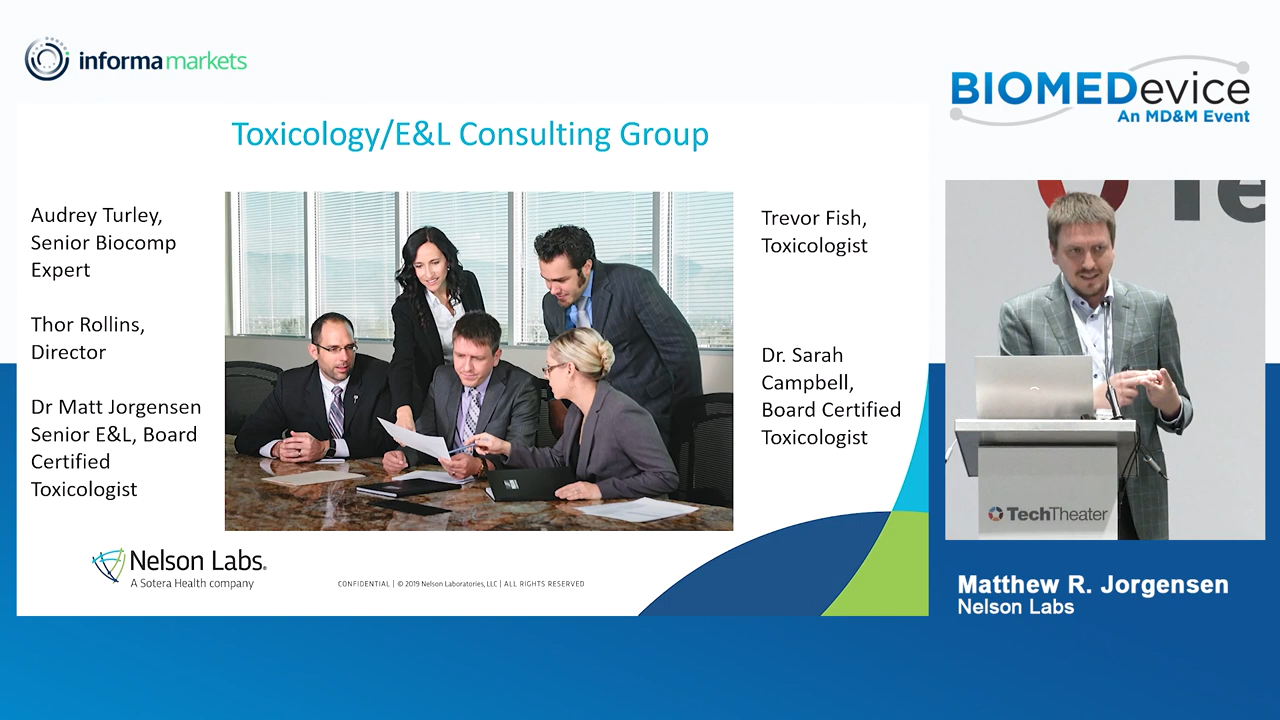 informa markets
BIOMEDevice
An MD&M Event
Toxicology/E&L Consulting Group
Audrey Turley,
Senior Biocomp
Expert
Thor Rollins,
Director
Dr Matt Jorgensen
Senior E&L, Board
Certified
Toxicologist
Trevor Fish,
Toxicologist
Dr. Sarah
Campbell,
Board Certified
Toxicologist
Nelson Labs®
A Sotera Health company
CONFIDENTIAL | © 2019 Nelson Laboratories, LLC | ALL RIGHTS RESERVED
Te
TechTheater
Matthew R. Jorgensen
Nelson Labs